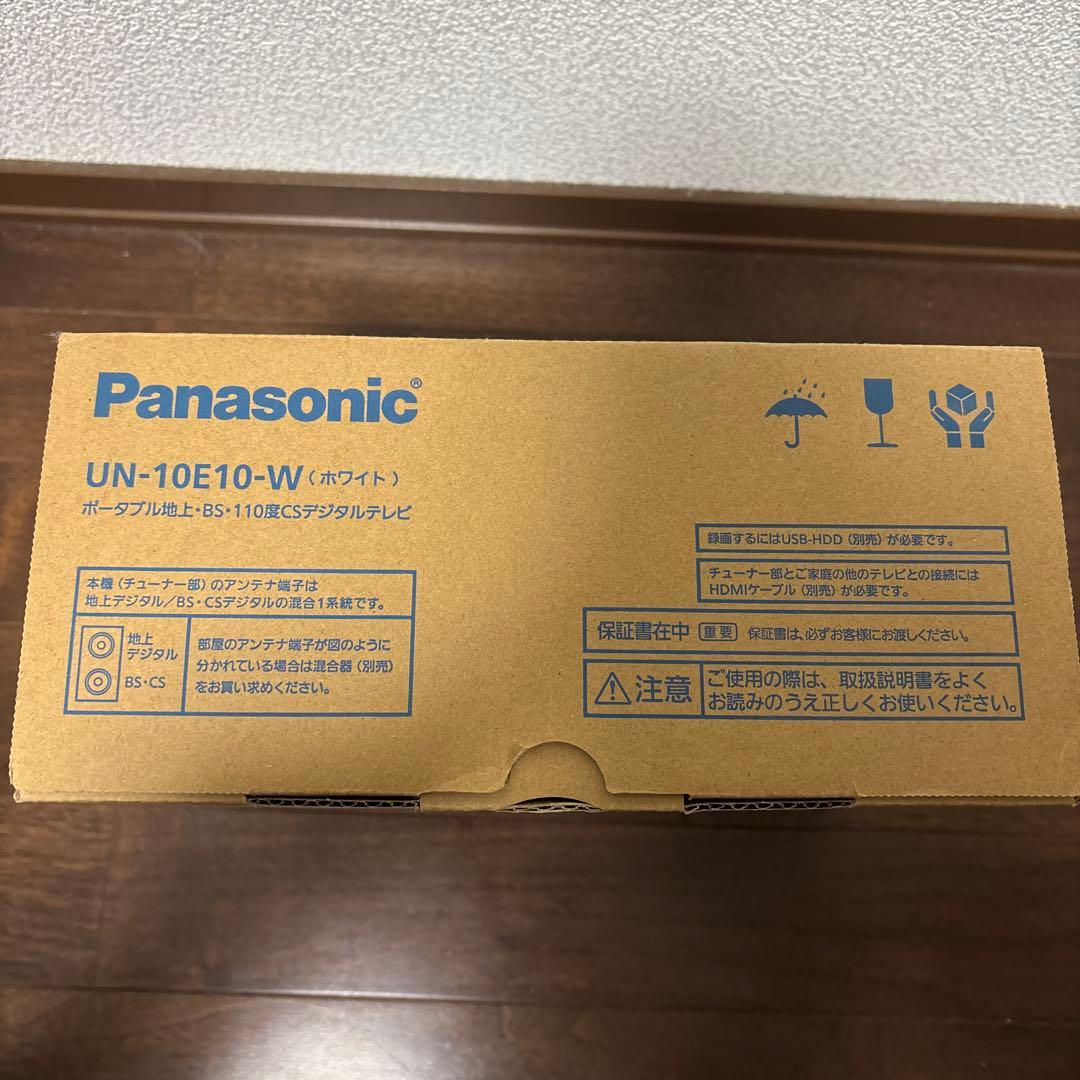 Panasonic®
UN-10E10-W（ホワイト）
ポータブル地上・BS・110度CSデジタルテレビ
本機（チューナー部）のアンテナ端子は
地上デジタル／BS・CSデジタルの混合1系統です。
地上
デジタル
BS・CS
部屋のアンテナ端子が図のように
分かれている場合は混合器（別売）
をお買い求めください。
録画するにはUSB-HDD（別売）が必要です。
チューナー部とご家庭の他のテレビとの接続には
HDMIケーブル（別売）が必要です。
保証書在中 重要 保証書は、必ずお客様にお渡しください。
注意
ご使用の際は、取扱説明書をよく
お読みのうえ正しくお使いください。